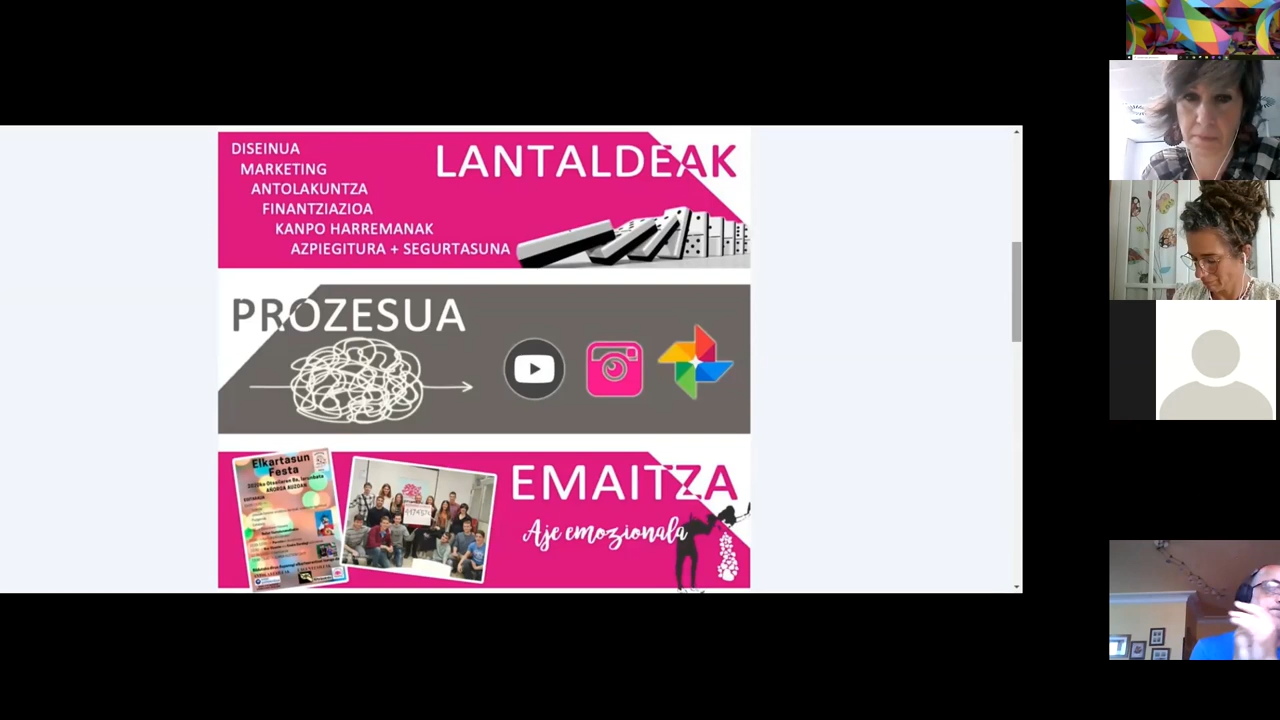 DISEINUA
MARKETING
ANTOLAKUNTZA
FINANTZIAZIOA
KANPO HARREMANAK
AZPIEGITURA + SEGURTASUNA
LANTALDEAK
PROZESUA
Elkartasun
Festa
EMAITZA
Aje emozionala